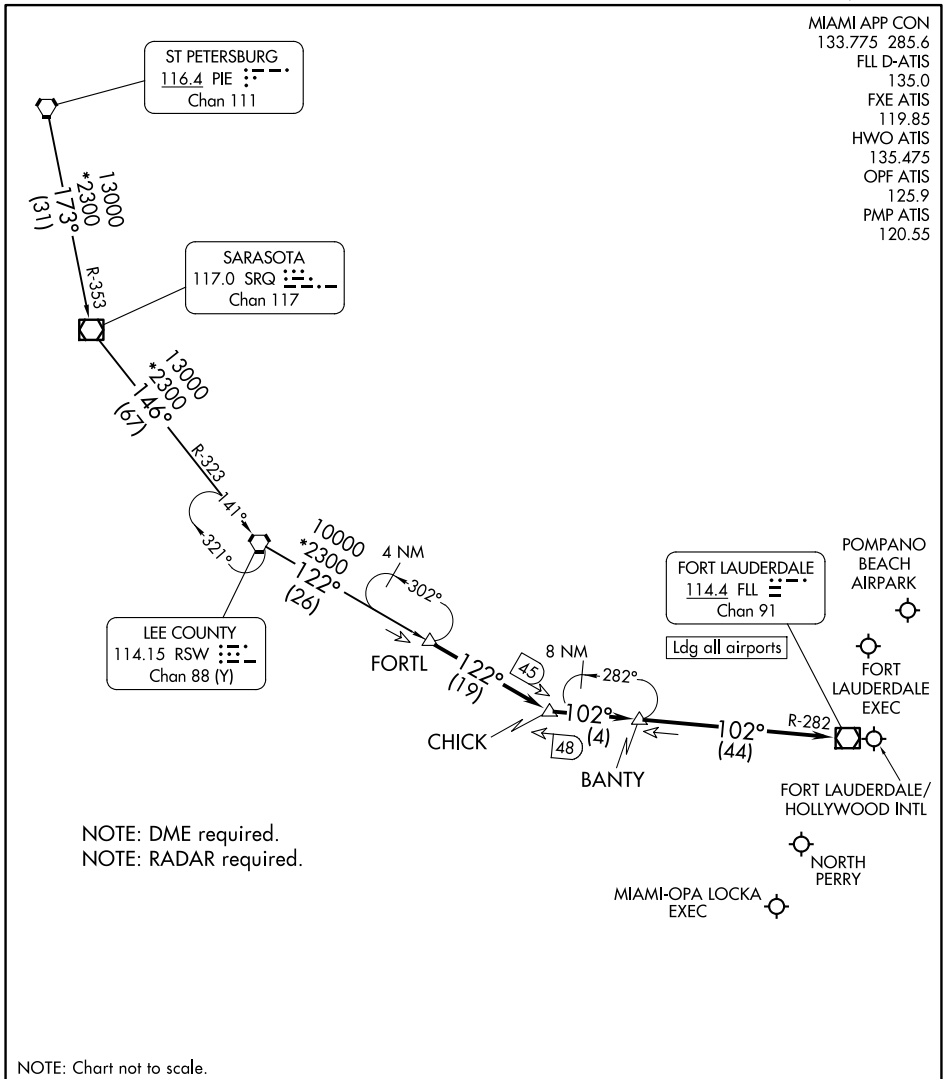 MIAMI APP CON
133.775 285.6
FLL D-ATIS
135.0
FXE ATIS
119.85
HWO ATIS
135.475
OPF ATIS
125.9
PMP ATIS
120.55
ST PETERSBURG
116.4 PIE
Chan 111
13000
*2300
173°
(31)
R-353
SARASOTA
117.0 SRQ
Chan 117
13000
*2300
146°
(67)
R-323
141°
321°
LEE COUNTY
114.15 RSW
Chan 88 (Y)
10000
*2300
122°
(26)
4 NM
302°
FORTL
122°
(19)
45
8 NM
282°
CHICK
102°
(4)
48
BANTY
102°
(44)
R-282
FORT LAUDERDALE
114.4 FLL
Chan 91
Ldg all airports
POMPANO
BEACH
AIRPARK
FORT
LAUDERDALE
EXEC
FORT LAUDERDALE/
HOLLYWOOD INTL
NORTH
PERRY
MIAMI-OPA LOCKA
EXEC
NOTE: DME required.
NOTE: RADAR required.
NOTE: Chart not to scale.